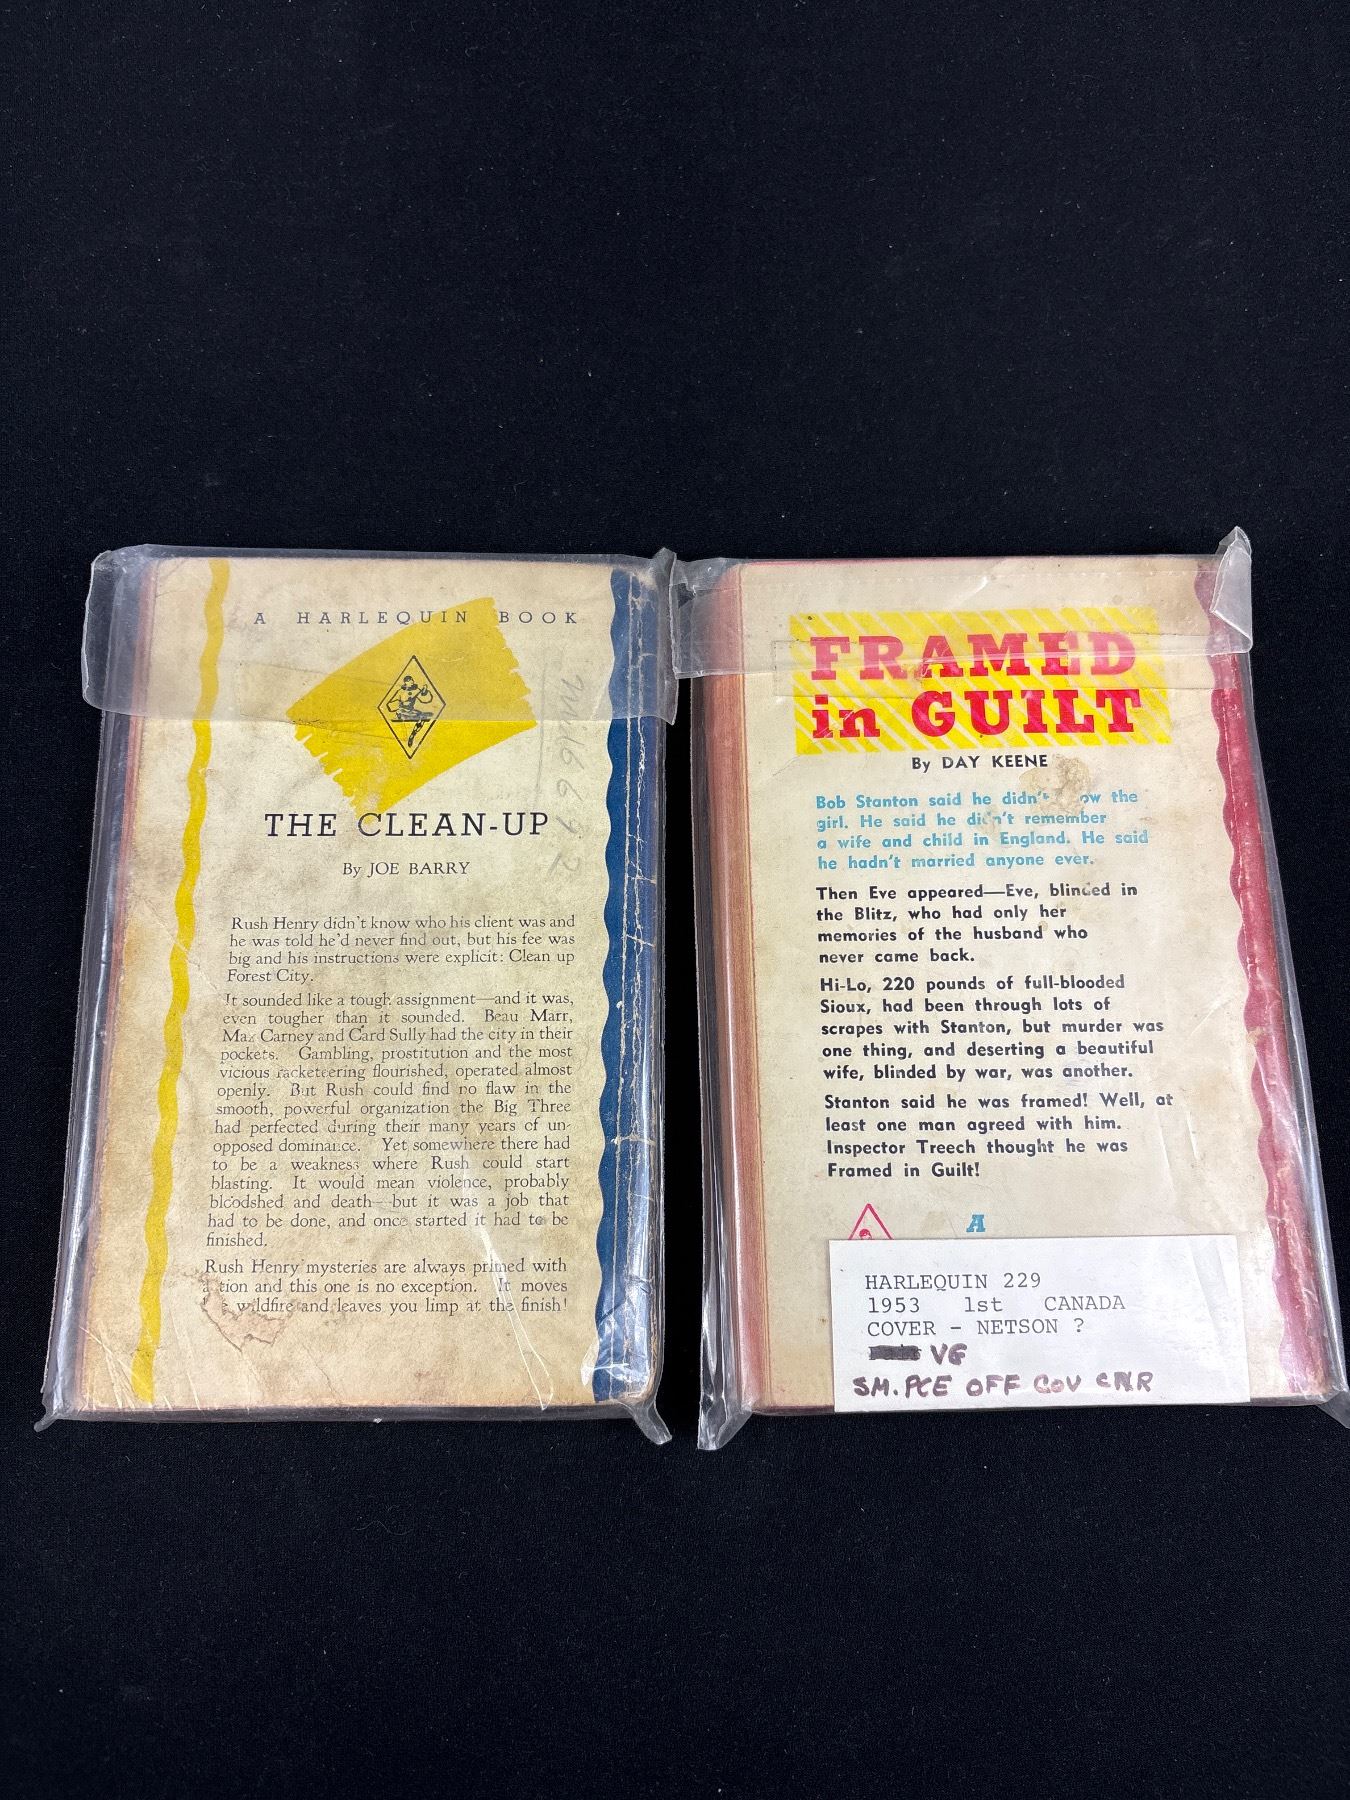 A HARLEQUIN BOOK
THE CLEAN-UP
By JOE BARRY
Rush Henry didn't know who his client was and
he was told he'd never find out, but his fee was
big and his instructions were explicit: Clean up
Forest City.
It sounded like a tough assignment—and it was,
even tougher than it sounded. Beau Marr,
Max Carney and Card Sully had the city in their
pockets. Gambling, prostitution and the most
vicious racketeering flourished, operated almost
openly. But Rush could find no flaw in the
smooth, powerful organization the Big Three
had perfected during their many years of un-
opposed dominance. Yet somewhere there had
to be a weakness where Rush could start
blasting. It would mean violence, probably
bloodshed and death—but it was a job that
had to be done, and once started it had to be
finished.
Rush Henry mysteries are always primed with
tion and this one is no exception. It moves
wildfire and leaves you limp at the finish!
FRAMED
in GUILT
By DAY KEENE
Bob Stanton said he didn't ow the
girl. He said he didn't remember
a wife and child in England. He said
he hadn't married anyone ever.
Then Eve appeared—Eve, blinded in
the Blitz, who had only her
memories of the husband who
never came back.
Hi-Lo, 220 pounds of full-blooded
Sioux, had been through lots of
scrapes with Stanton, but murder was
one thing, and deserting a beautiful
wife, blinded by war, was another.
Stanton said he was framed! Well, at
least one man agreed with him.
Inspector Treech thought he was
Framed in Guilt!
A
HARLEQUIN 229
1953 1st CANADA
COVER - NETSON ?
VG
SM. PCE OFF COV CRNR